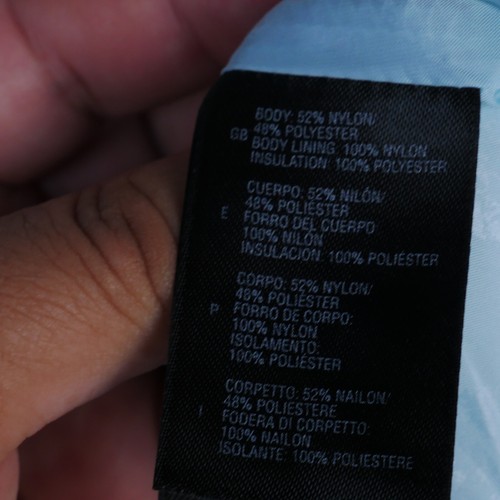 BODY: 52% NYLON/
48% POLYESTER
GB BODY LINING: 100% NYLON
INSULATION: 100% POLYESTER
CUERPO: 52% NILÓN/
48% POLIÉSTER
E FORRO DEL CUERPO:
100% NILÓN
INSULACIÓN: 100% POLIÉSTER
CORPO: 52% NYLON/
48% POLIÉSTER
P FORRO DE CORPO:
100% NYLON
ISOLAMENTO:
100% POLIÉSTER
CORPETTO: 52% NAILON/
48% POLIESTERE
I FODERA DI CORPETTO:
100% NAILON
ISOLANTE: 100% POLIESTERE